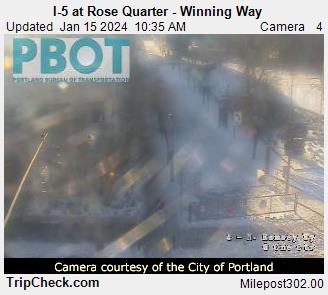 I-5 at Rose Quarter - Winning Way
Updated Jan 15 2024 10:35 AM Camera 4
PBOT
PORTLAND BUREAU OF TRANSPORTATION
Camera courtesy of the City of Portland
TripCheck.com Milepost302.00